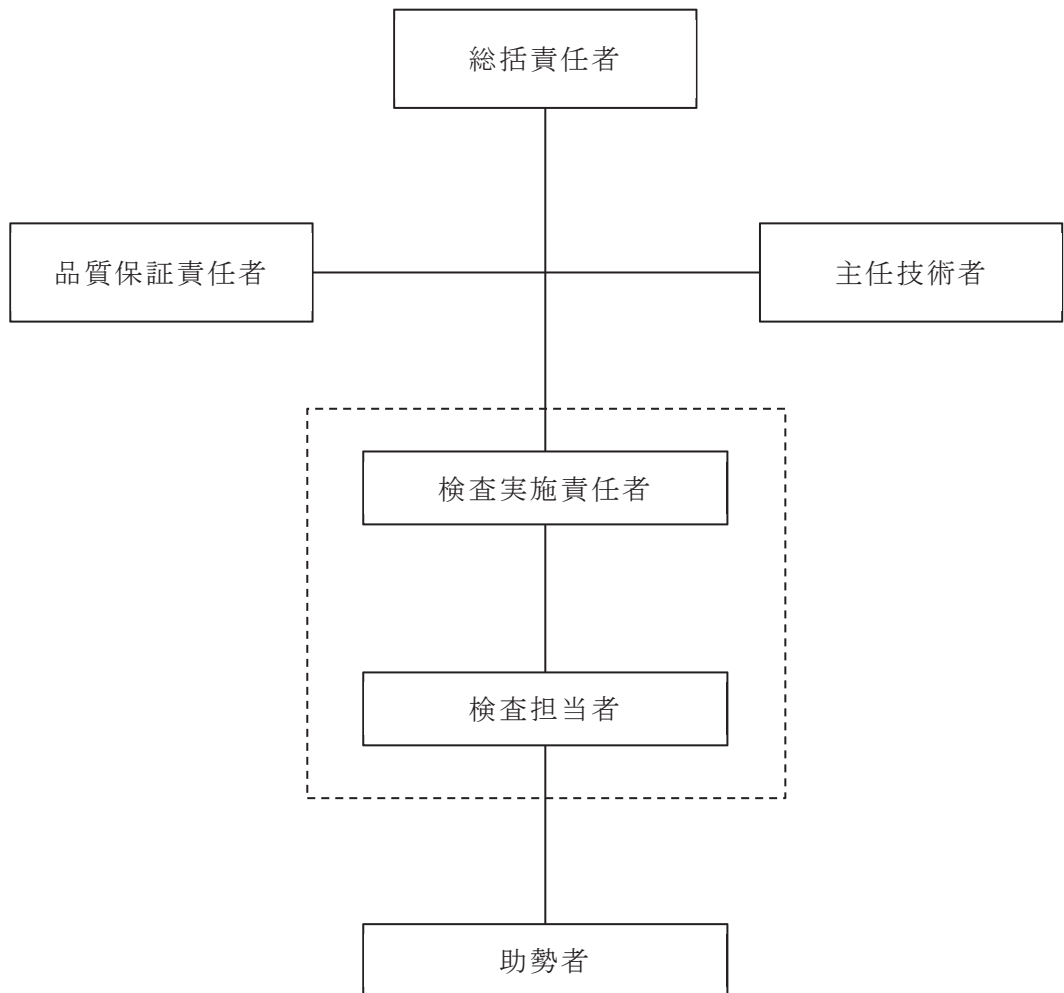 総括責任者
品質保証責任者
主任技術者
検査実施責任者
検査担当者
助勢者